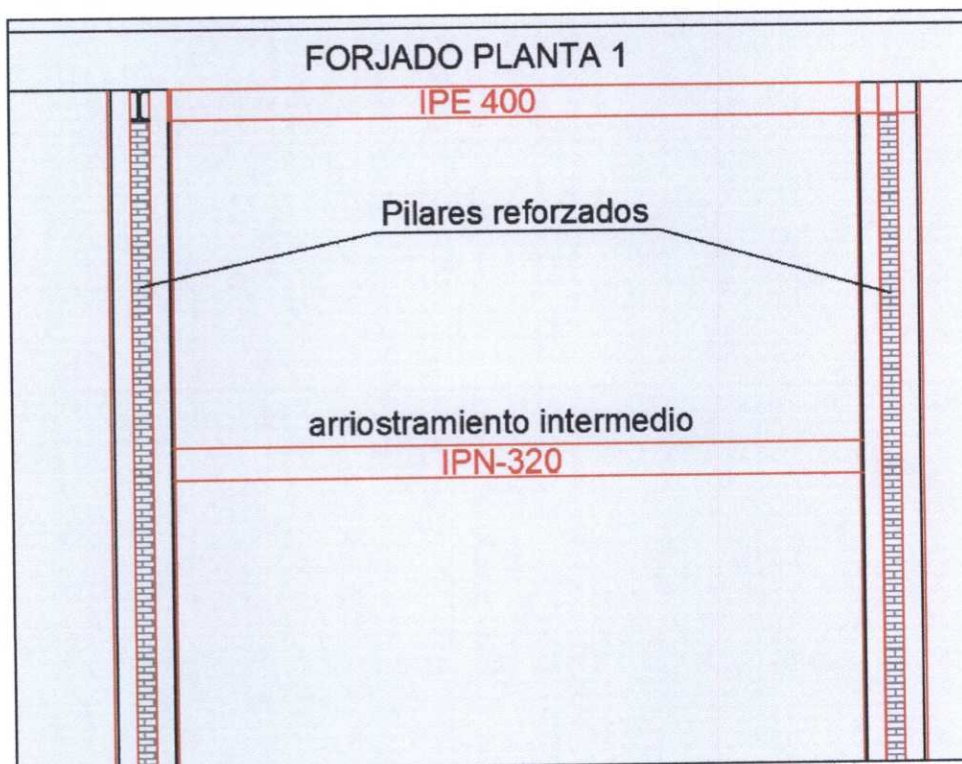 FORJADO PLANTA 1
IPE 400
Pilares reforzados
arriostramiento intermedio
IPN-320